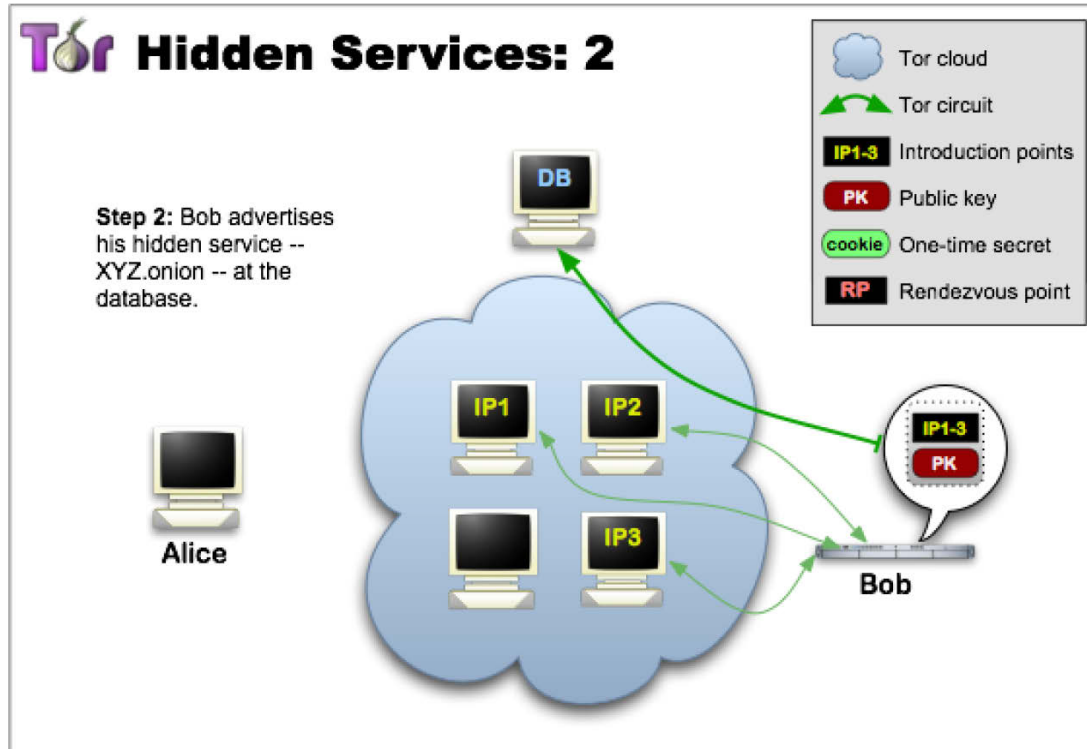 Tor Hidden Services: 2
Tor cloud
Tor circuit
IP1-3 Introduction points
PK Public key
cookie One-time secret
RP Rendezvous point
DB
Step 2: Bob advertises
his hidden service --
XYZ.onion -- at the
database.
IP1 IP2
IP1-3
PK
IP3
Alice
Bob